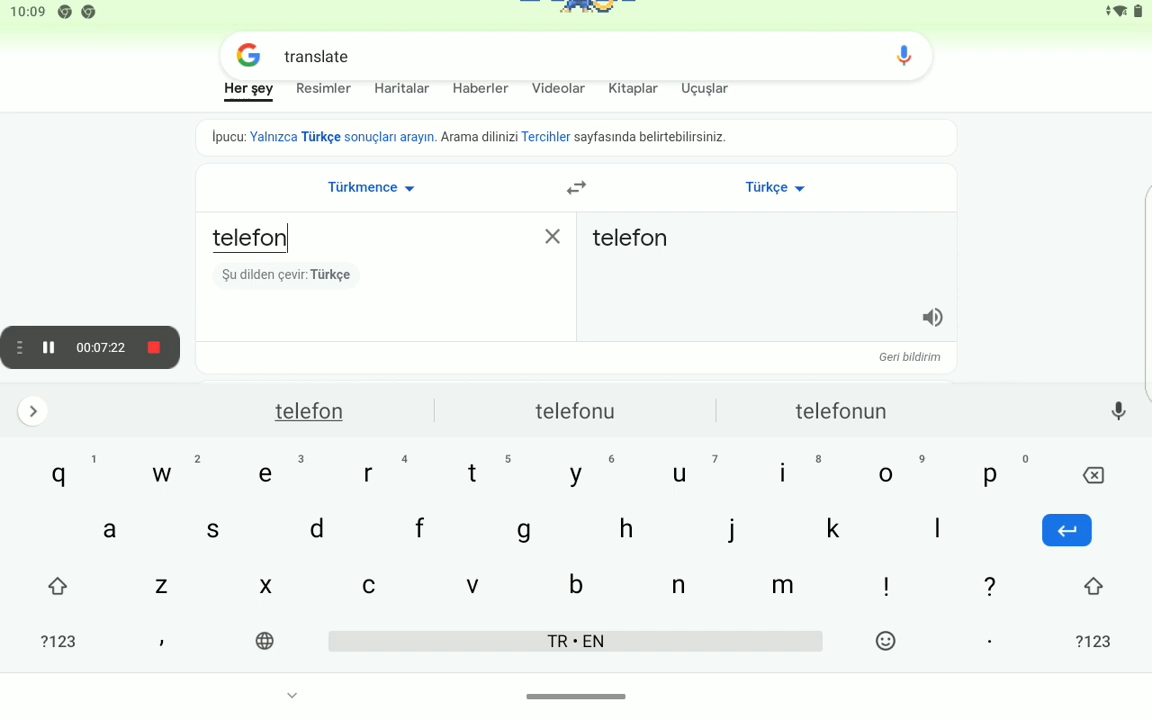 10:09
translate
Her şey Resimler Haritalar Haberler Videolar Kitaplar Uçuşlar
İpucu: Yalnızca Türkçe sonuçları arayın. Arama dilinizi Tercihler sayfasında belirtebilirsiniz.
Türkmence Türkçe
telefon telefon
Şu dilden çevir: Türkçe
00:07:22
Geri bildirim
telefon telefonu telefonun
1 2 3 4 5 6 7 8 9 0
q w e r t y u i o p
a s d f g h j k l
z x c v b n m ! ?
?123 , TR • EN . ?123